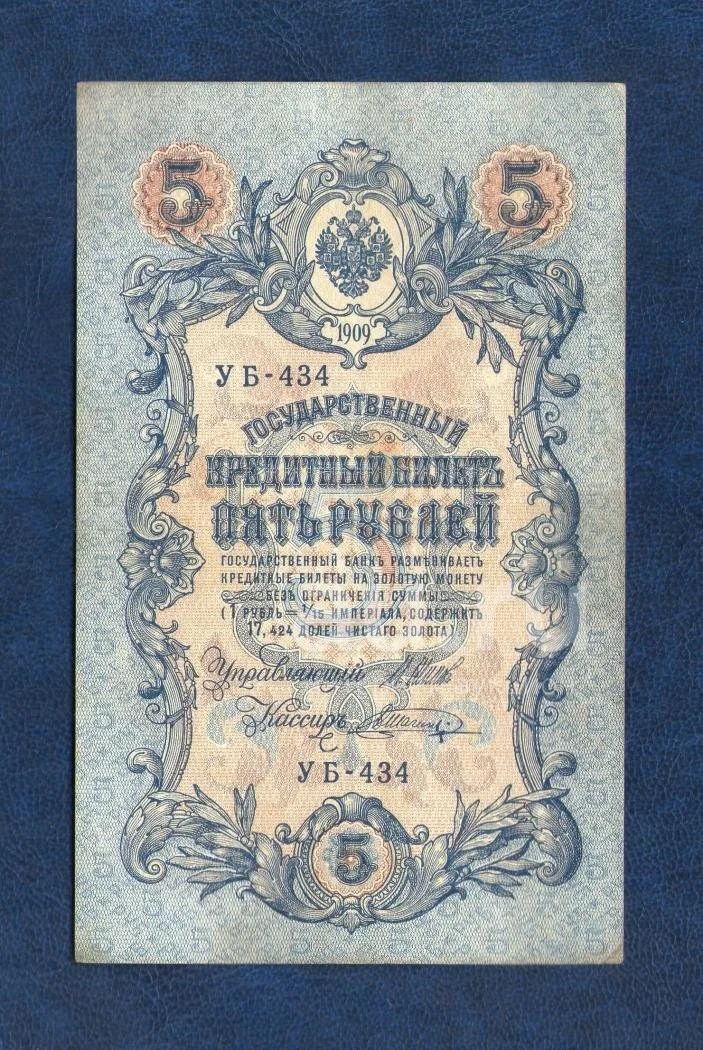 5 5
1909
УБ-434
ГОСУДАРСТВЕННЫЙ
КРЕДИТНЫЙ БИЛЕТЪ
ПЯТЬ РУБЛЕЙ
ГОСУДАРСТВЕННЫЙ БАНКЪ РАЗМѢНИВАЕТЪ
КРЕДИТНЫЕ БИЛЕТЫ НА ЗОЛОТУЮ МОНЕТУ
БЕЗЪ ОГРАНИЧЕНІЯ СУММЫ
(1 РУБЛЬ = 1/15 ИМПЕРІАЛА, СОДЕРЖИТЪ
17,424 ДОЛЕЙ ЧИСТАГО ЗОЛОТА)
Управляющій
Кассиръ
УБ-434
5